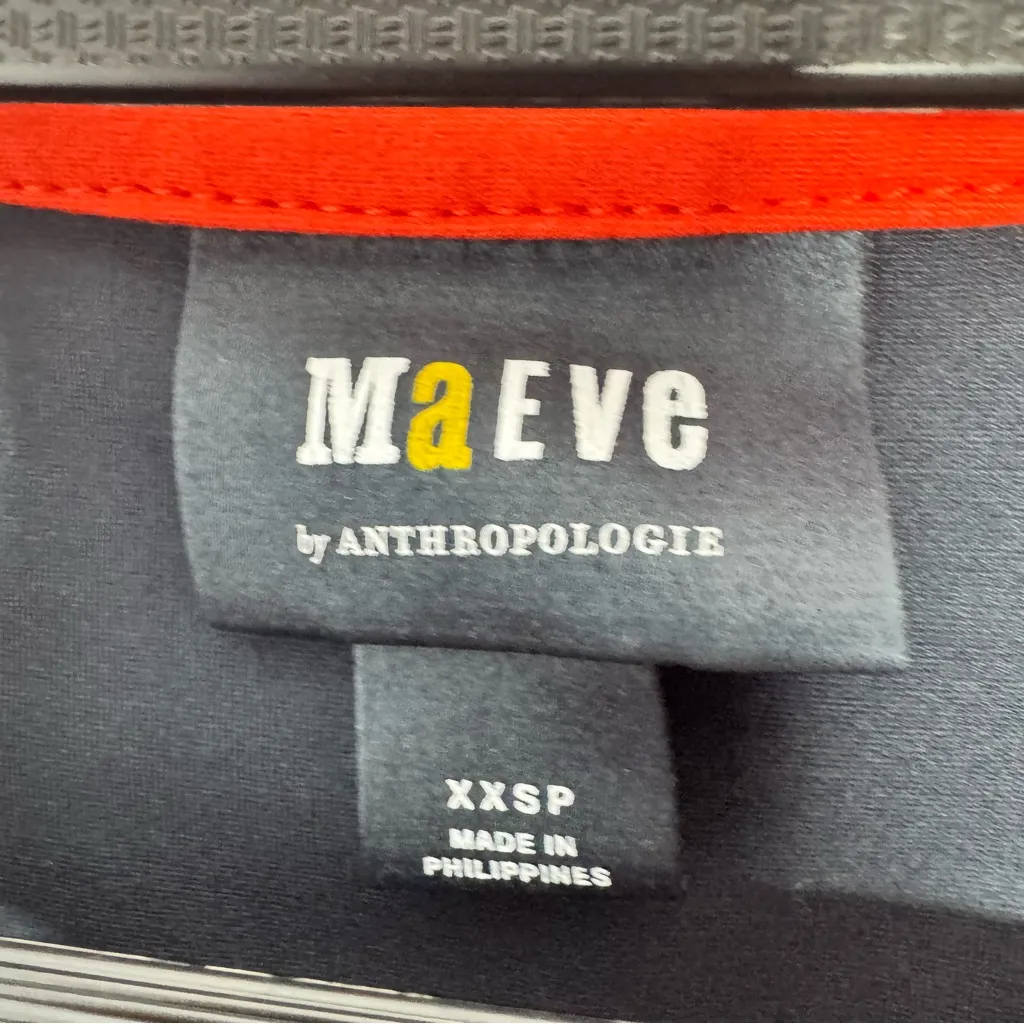 MaEve
by ANTHROPOLOGIE
XXSP
MADE IN
PHILIPPINES